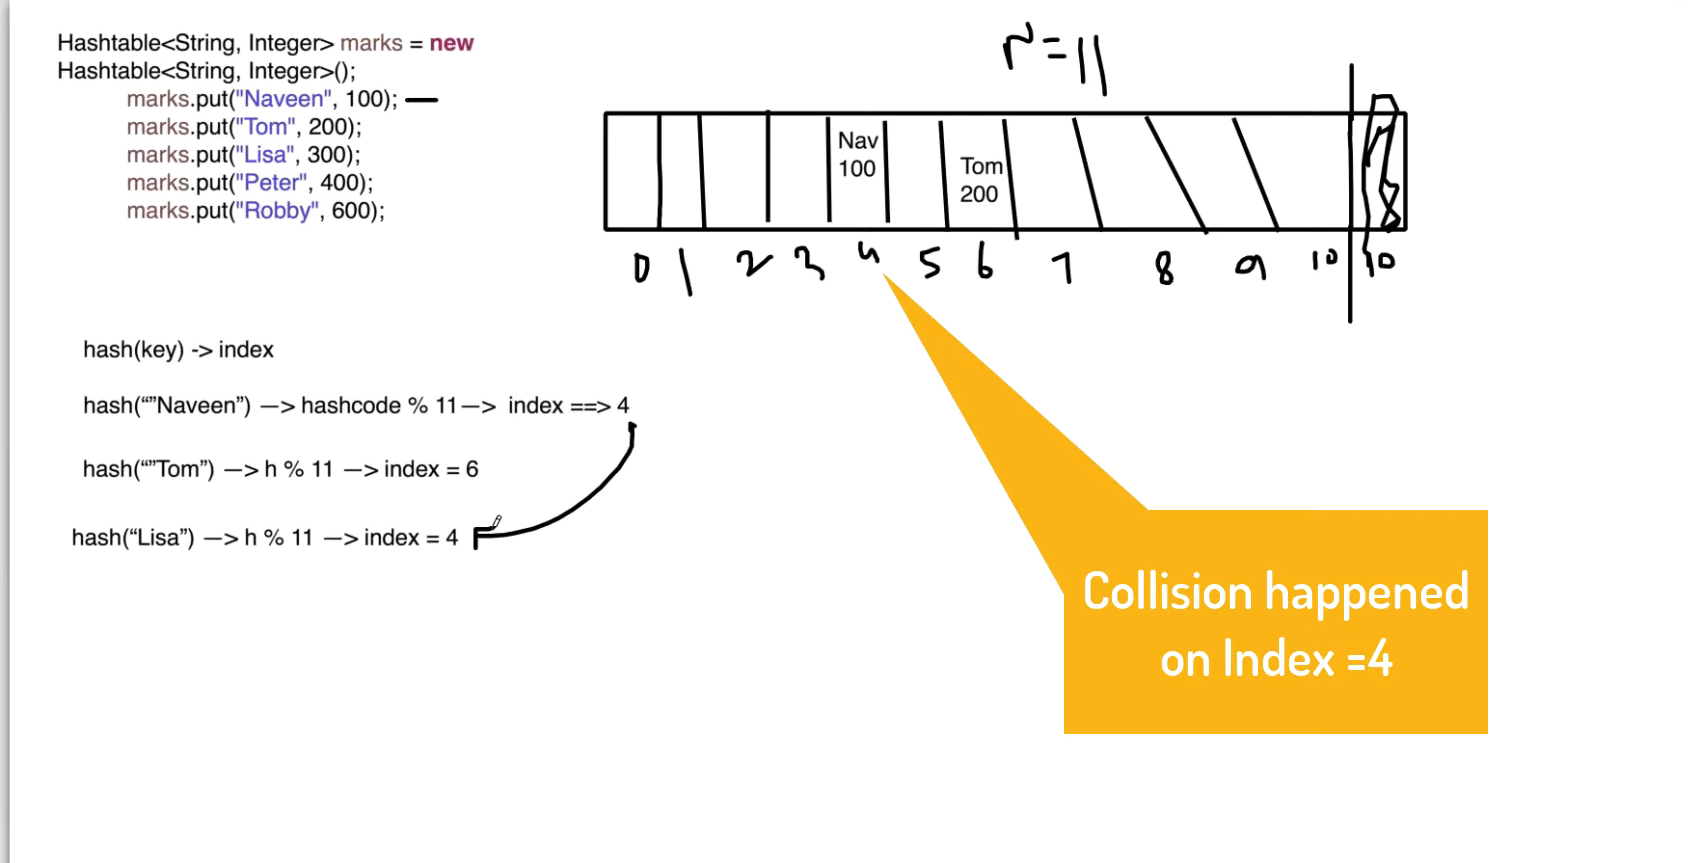 Hashtable<String, Integer> marks = new
Hashtable<String, Integer>();
marks.put("Naveen", 100);
marks.put("Tom", 200);
marks.put("Lisa", 300);
marks.put("Peter", 400);
marks.put("Robby", 600);
=11
Nav
100
Tom
200
0 1 2 3 4 5 6 7 8 9 10 10
hash(key) -> index
hash(“”Naveen”) —> hashcode % 11—> index ==> 4
hash(“”Tom”) —> h % 11 —> index = 6
hash(“Lisa”) —> h % 11 —> index = 4
Collision happened
on Index =4